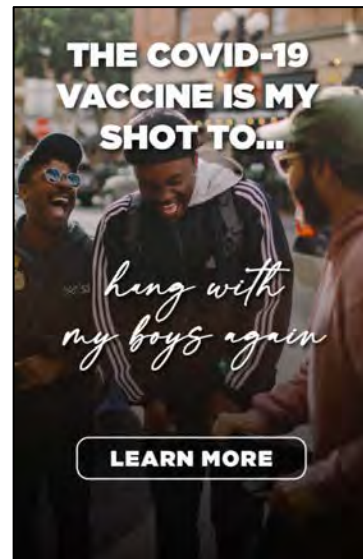 THE COVID-19
VACCINE IS MY
SHOT TO...
hang with
my boys again
LEARN MORE